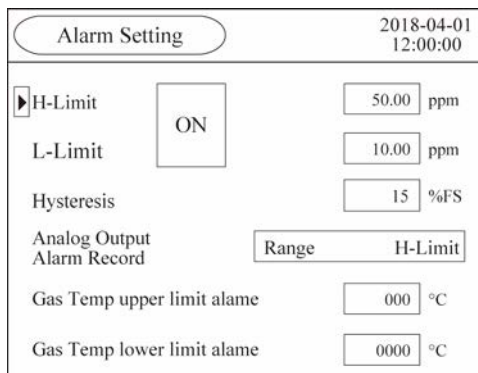 Alarm Setting
2018-04-01
12:00:00
H-Limit
ON
50.00 ppm
L-Limit
10.00 ppm
Hysteresis
15 %FS
Analog Output
Alarm Record
Range H-Limit
Gas Temp upper limit alame
000 °C
Gas Temp lower limit alame
0000 °C